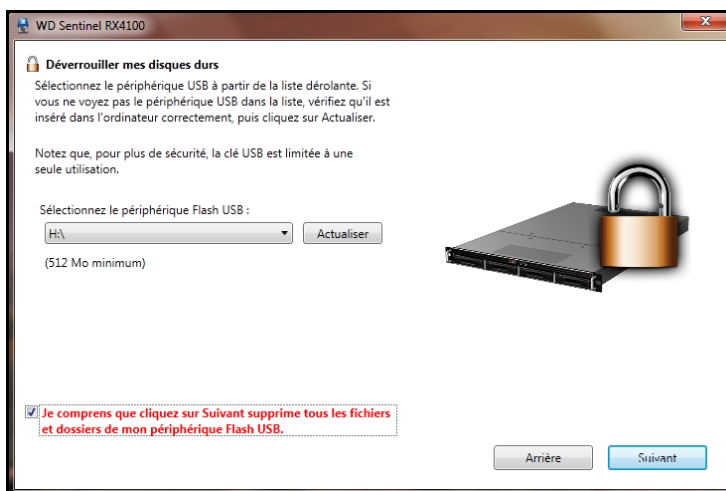 WD Sentinel RX4100
Déverrouiller mes disques durs
Sélectionnez le périphérique USB à partir de la liste dérolante. Si
vous ne voyez pas le périphérique USB dans la liste, vérifiez qu'il est
inséré dans l'ordinateur correctement, puis cliquez sur Actualiser.
Notez que, pour plus de sécurité, la clé USB est limitée à une
seule utilisation.
Sélectionnez le périphérique Flash USB :
H:\
Actualiser
(512 Mo minimum)
Je comprens que cliquez sur Suivant supprime tous les fichiers
et dossiers de mon périphérique Flash USB.
Arrière
Suivant